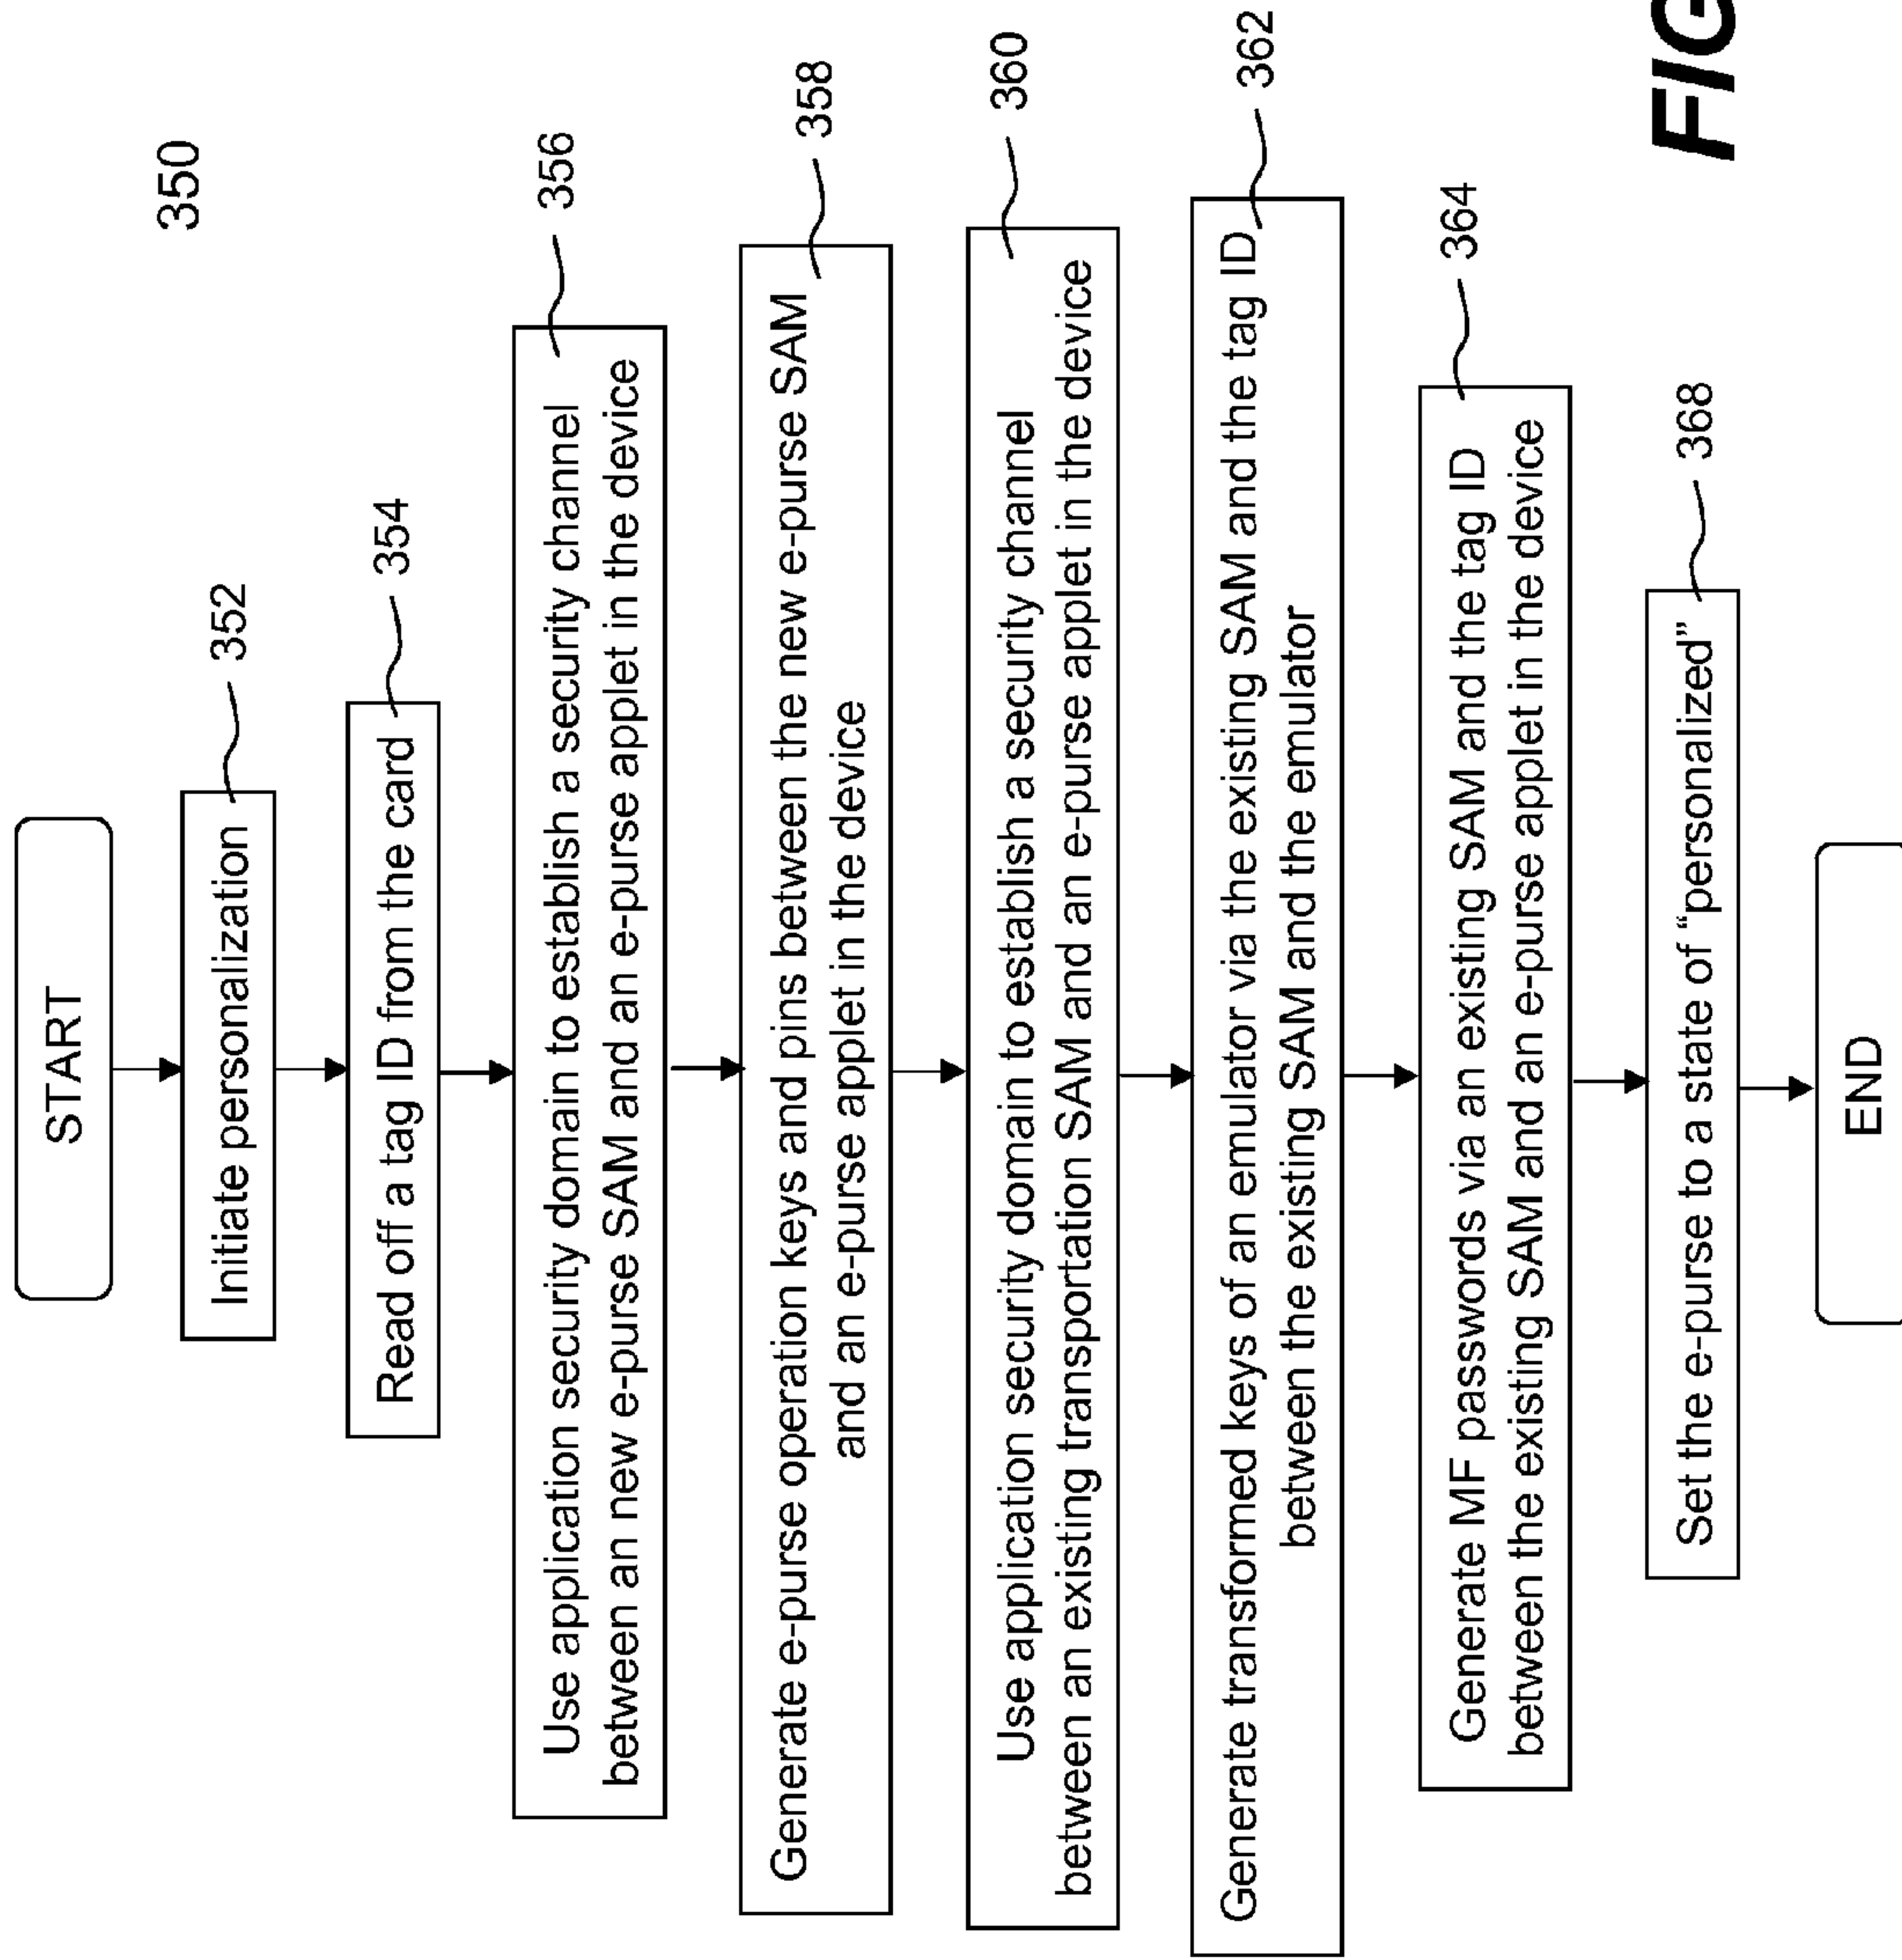 350
START
Initiate personalization
352
Read off a tag ID from the card
354
Use application security domain to establish a security channel
between an new e-purse SAM and an e-purse applet in the device
356
Generate e-purse operation keys and pins between the new e-purse SAM
and an e-purse applet in the device
358
Use application security domain to establish a security channel
between an existing transportation SAM and an e-purse applet in the device
360
Generate transformed keys of an emulator via the existing SAM and the tag ID
between the existing SAM and the emulator
362
Generate MF passwords via an existing SAM and the tag ID
between the existing SAM and an e-purse applet in the device
364
Set the e-purse to a state of “personalized”
368
END
FIG